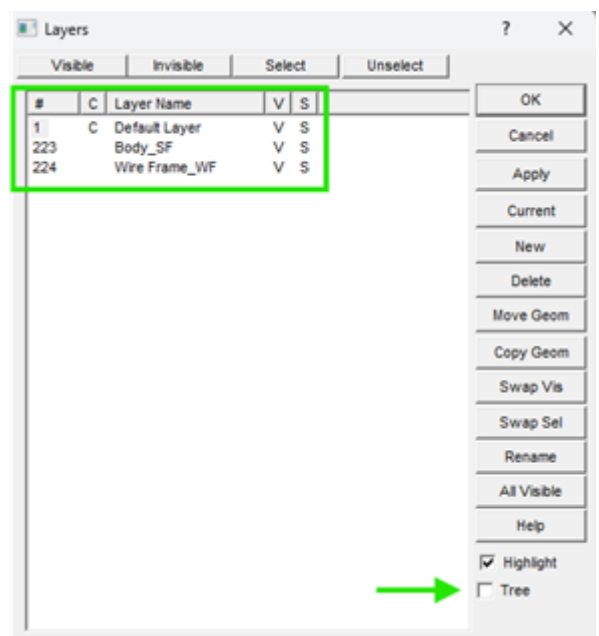 Layers ? ×
Visible Invisible Select Unselect
# C Layer Name V S
1 C Default Layer V S
223 Body_SF V S
224 Wire Frame_WF V S
OK
Cancel
Apply
Current
New
Delete
Move Geom
Copy Geom
Swap Vis
Swap Sel
Rename
All Visible
Help
Highlight
Tree